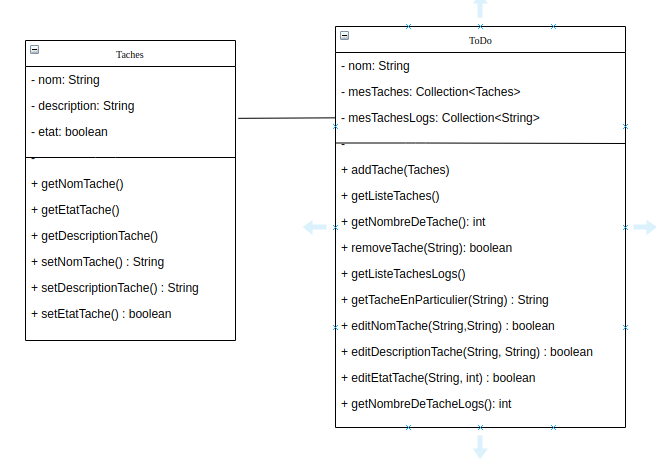 Taches
- nom: String
- description: String
- etat: boolean
-
+ getNomTache()
+ getEtatTache()
+ getDescriptionTache()
+ setNomTache() : String
+ setDescriptionTache() : String
+ setEtatTache() : boolean
ToDo
- nom: String
- mesTaches: Collection<Taches>
- mesTachesLogs: Collection<String>
-
+ addTache(Taches)
+ getListeTaches()
+ getNombreDeTache(): int
+ removeTache(String): boolean
+ getListeTachesLogs()
+ getTacheEnParticulier(String) : String
+ editNomTache(String,String) : boolean
+ editDescriptionTache(String, String) : boolean
+ editEtatTache(String, int) : boolean
+ getNombreDeTacheLogs(): int